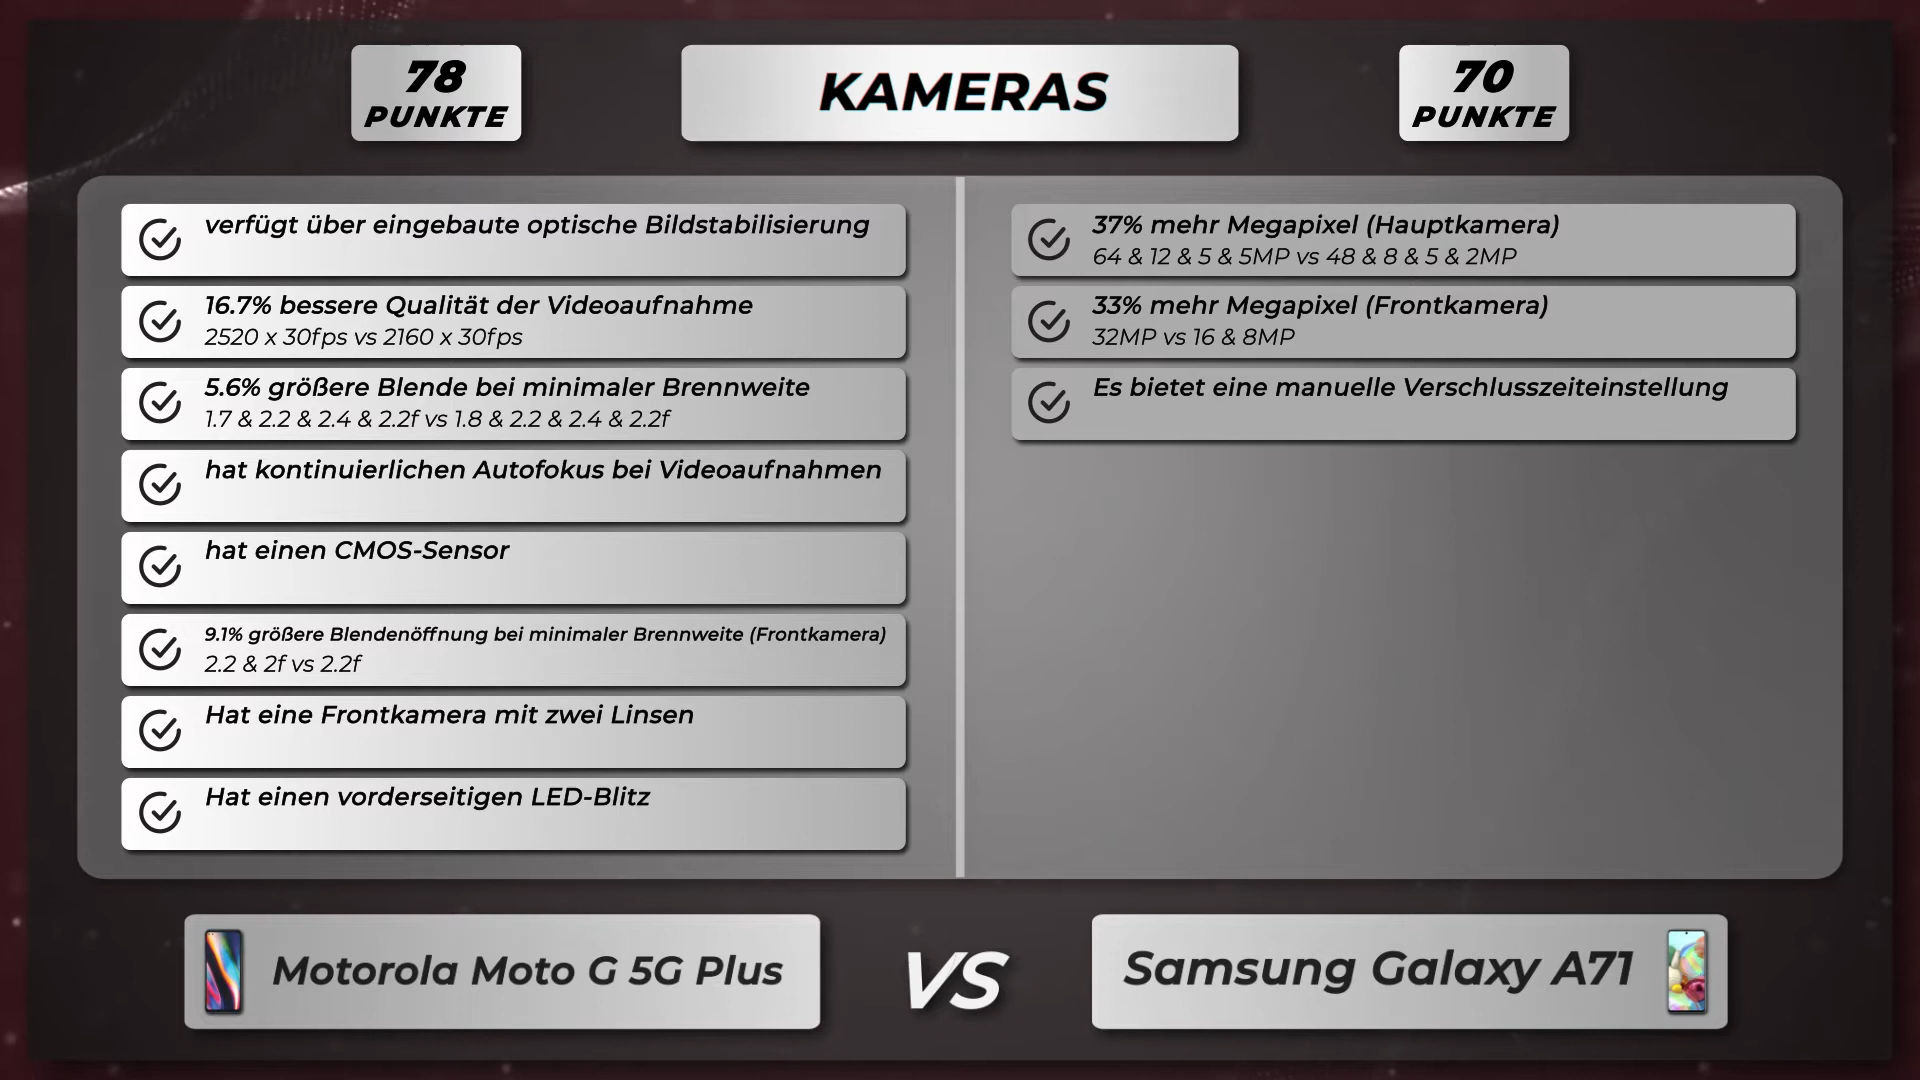 78
PUNKTE
KAMERAS
70
PUNKTE
verfügt über eingebaute optische Bildstabilisierung
16.7% bessere Qualität der Videoaufnahme
2520 x 30fps vs 2160 x 30fps
5.6% größere Blende bei minimaler Brennweite
1.7 & 2.2 & 2.4 & 2.2f vs 1.8 & 2.2 & 2.4 & 2.2f
hat kontinuierlichen Autofokus bei Videoaufnahmen
hat einen CMOS-Sensor
9.1% größere Blendenöffnung bei minimaler Brennweite (Frontkamera)
2.2 & 2f vs 2.2f
Hat eine Frontkamera mit zwei Linsen
Hat einen vorderseitigen LED-Blitz
37% mehr Megapixel (Hauptkamera)
64 & 12 & 5 & 5MP vs 48 & 8 & 5 & 2MP
33% mehr Megapixel (Frontkamera)
32MP vs 16 & 8MP
Es bietet eine manuelle Verschlusszeiteinstellung
Motorola Moto G 5G Plus
VS
Samsung Galaxy A71